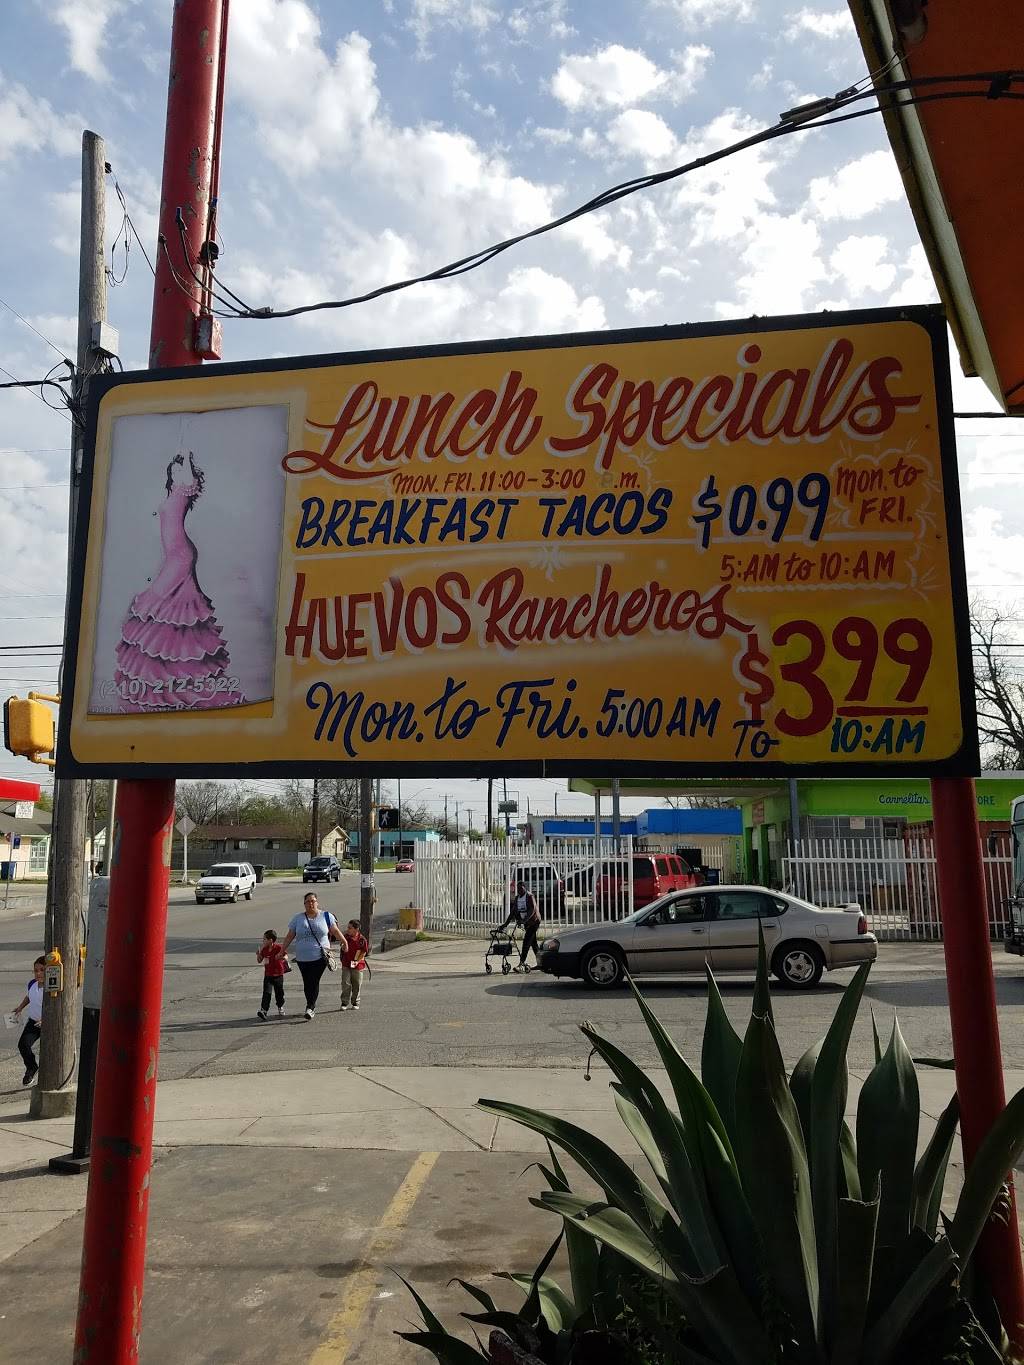 Lunch Specials
MON. FRI. 11:00-3:00 P.M.
BREAKFAST TACOS $0.99 Mon. to FRI.
5:AM to 10:AM
HUEVOS Rancheros
$3.99
Mon. to Fri. 5:00 AM To 10:AM
(210) 212-5322
Carmelitas